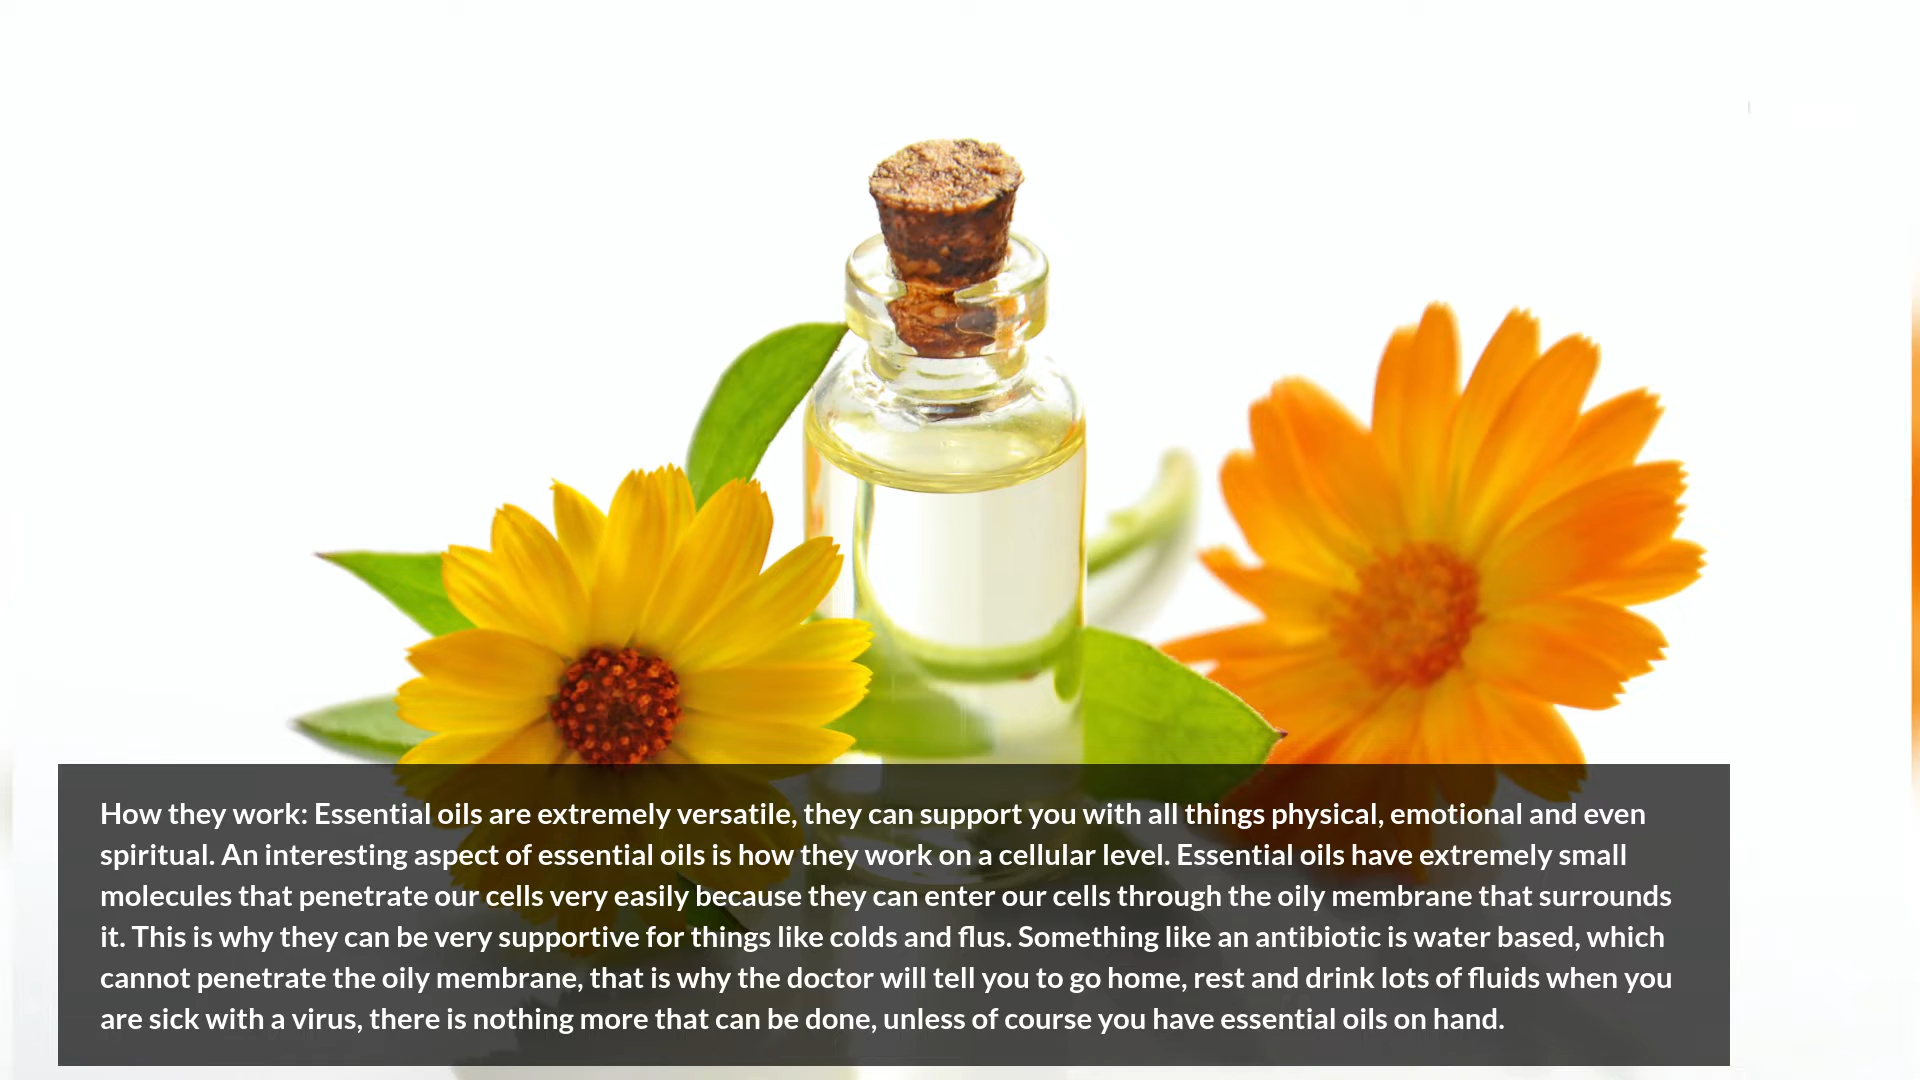 How they work: Essential oils are extremely versatile, they can support you with all things physical, emotional and even
spiritual. An interesting aspect of essential oils is how they work on a cellular level. Essential oils have extremely small
molecules that penetrate our cells very easily because they can enter our cells through the oily membrane that surrounds
it. This is why they can be very supportive for things like colds and flus. Something like an antibiotic is water based, which
cannot penetrate the oily membrane, that is why the doctor will tell you to go home, rest and drink lots of fluids when you
are sick with a virus, there is nothing more that can be done, unless of course you have essential oils on hand.